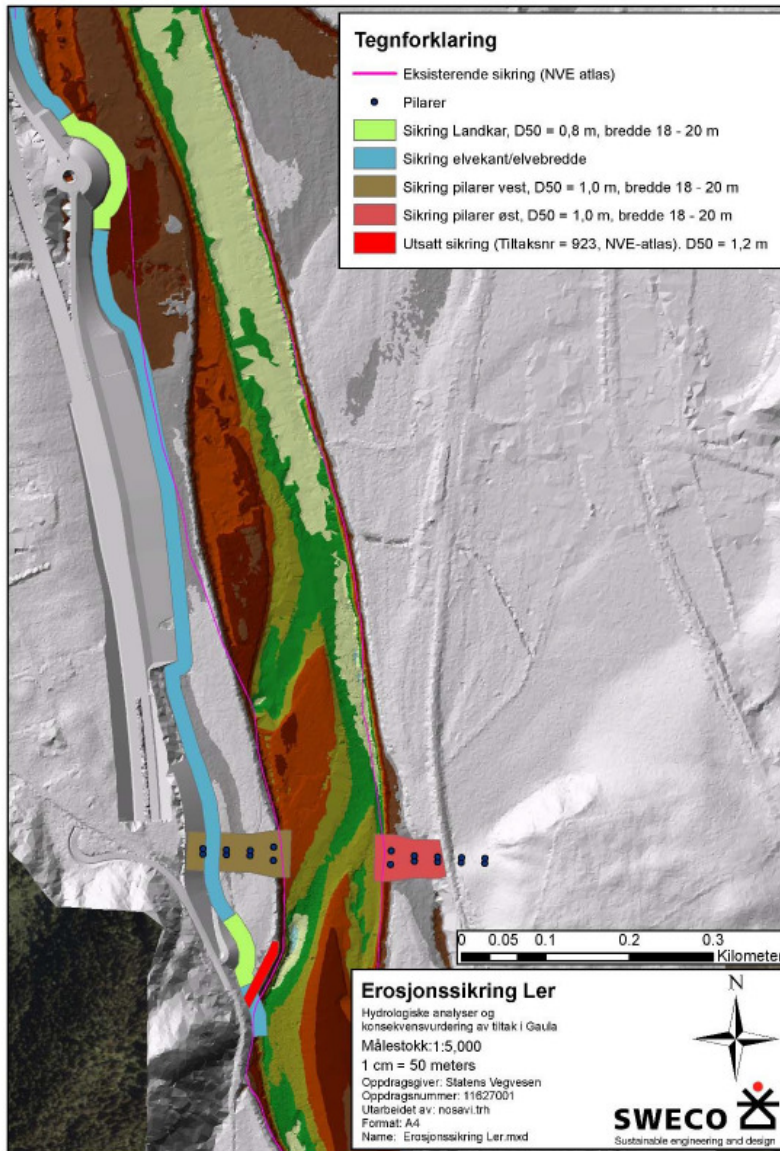 Tegnforklaring
Eksisterende sikring (NVE atlas)
Pilarer
Sikring Landkar, D50 = 0,8 m, bredde 18 - 20 m
Sikring elvekant/elvebredde
Sikring pilarer vest, D50 = 1,0 m, bredde 18 - 20 m
Sikring pilarer øst, D50 = 1,0 m, bredde 18 - 20 m
Utsatt sikring (Tiltaksnr = 923, NVE-atlas). D50 = 1,2 m
0 0.05 0.1 0.2 0.3
Kilometer
Erosjonssikring Ler
Hydrologiske analyser og
konsekvensvurdering av tiltak i Gaula
Målestokk:1:5,000
1 cm = 50 meters
Oppdragsgiver: Statens Vegvesen
Oppdragsnummer: 11627001
Utarbeidet av: nosavi.trh
Format: A4
Name: Erosjonssikring Ler.mxd
N
SWECO
Sustainable engineering and design